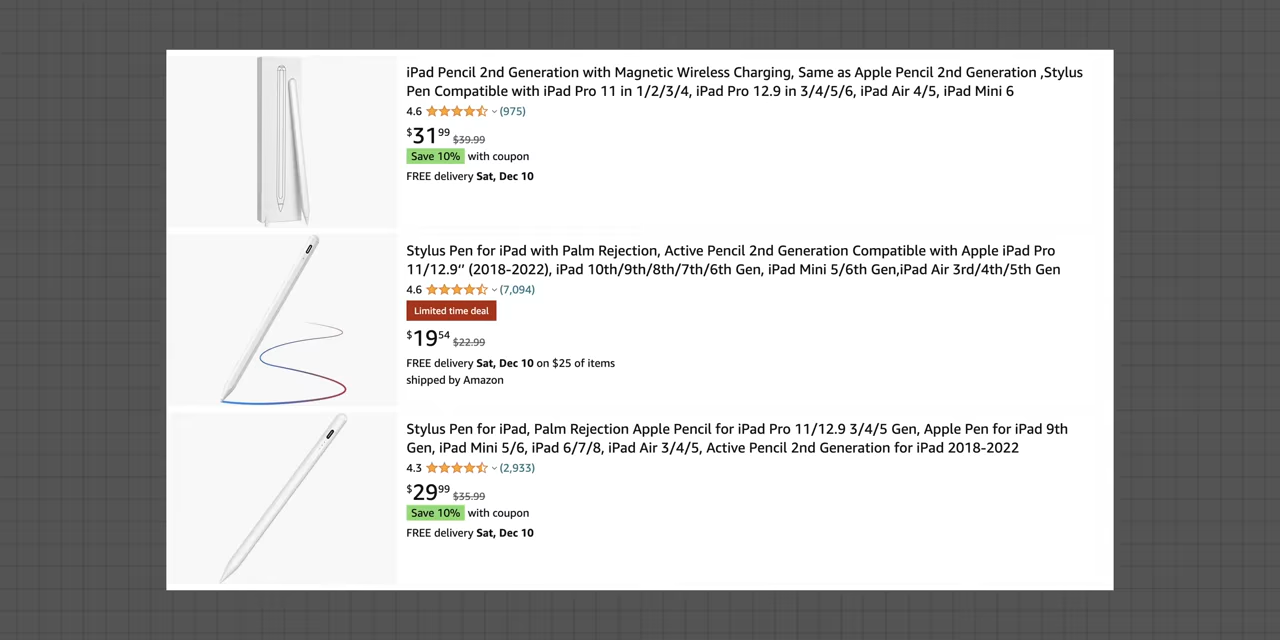 iPad Pencil 2nd Generation with Magnetic Wireless Charging, Same as Apple Pencil 2nd Generation ,Stylus
Pen Compatible with iPad Pro 11 in 1/2/3/4, iPad Pro 12.9 in 3/4/5/6, iPad Air 4/5, iPad Mini 6
4.6 (975)
$31.99 $39.99
Save 10% with coupon
FREE delivery Sat, Dec 10
Stylus Pen for iPad with Palm Rejection, Active Pencil 2nd Generation Compatible with Apple iPad Pro
11/12.9’’ (2018-2022), iPad 10th/9th/8th/7th/6th Gen, iPad Mini 5/6th Gen,iPad Air 3rd/4th/5th Gen
4.6 (7,094)
Limited time deal
$19.54 $22.99
FREE delivery Sat, Dec 10 on $25 of items
shipped by Amazon
Stylus Pen for iPad, Palm Rejection Apple Pencil for iPad Pro 11/12.9 3/4/5 Gen, Apple Pen for iPad 9th
Gen, iPad Mini 5/6, iPad 6/7/8, iPad Air 3/4/5, Active Pencil 2nd Generation for iPad 2018-2022
4.3 (2,933)
$29.99 $35.99
Save 10% with coupon
FREE delivery Sat, Dec 10